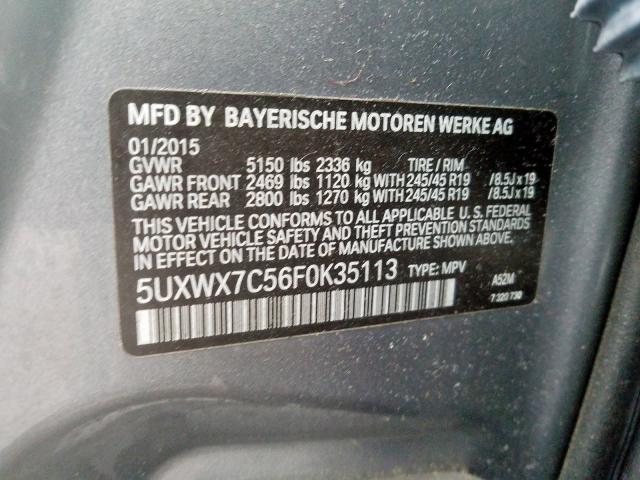 MFD BY BAYERISCHE MOTOREN WERKE AG
01/2015
GVWR 5150 lbs 2336 kg TIRE / RIM
GAWR FRONT 2469 lbs 1120 kg WITH 245/45 R19 /8.5J x 19
GAWR REAR 2800 lbs 1270 kg WITH 245/45 R19 /8.5J x 19
THIS VEHICLE CONFORMS TO ALL APPLICABLE U.S. FEDERAL
MOTOR VEHICLE SAFETY AND THEFT PREVENTION STANDARDS
IN EFFECT ON THE DATE OF MANUFACTURE SHOWN ABOVE.
5UXWX7C56F0K35113 TYPE: MPV A52M
7 320 730